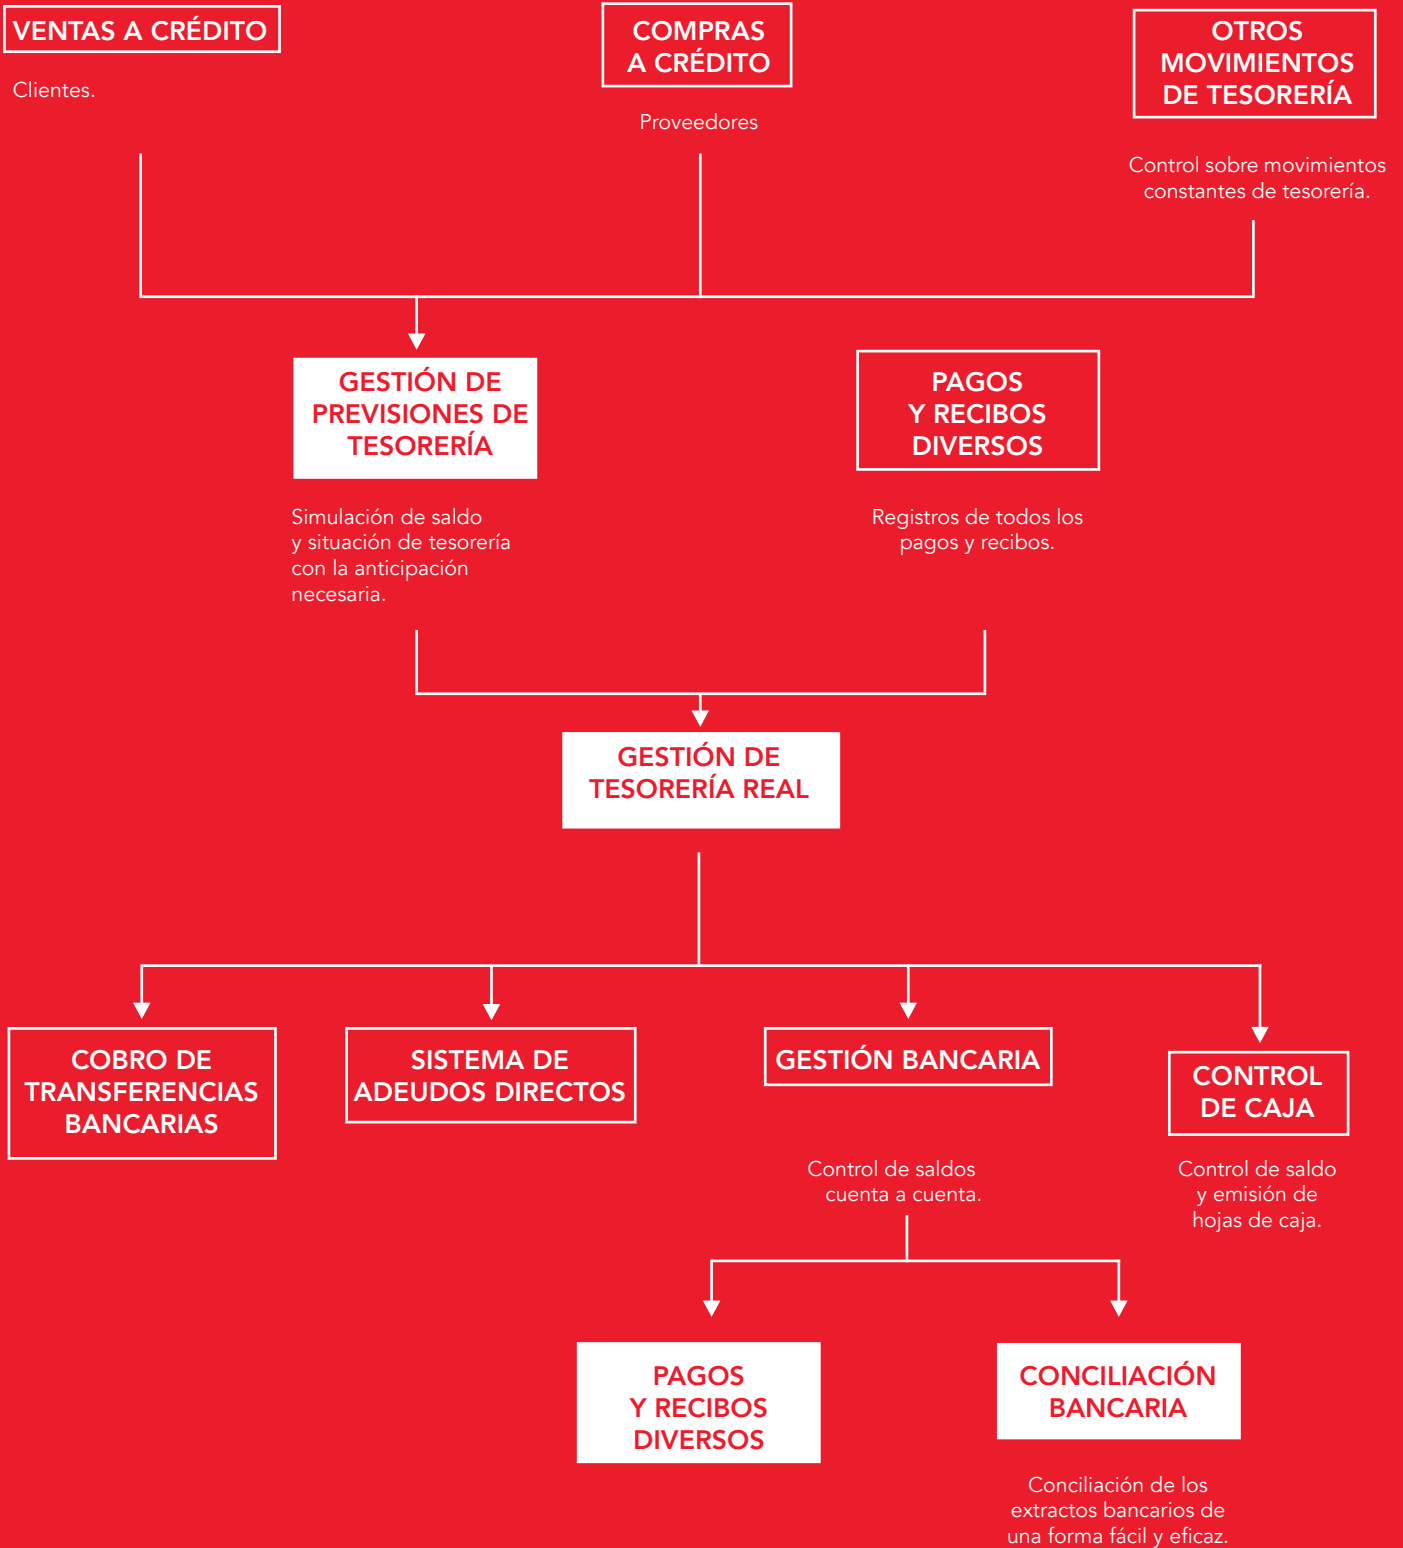 VENTAS A CRÉDITO
Clientes.
COMPRAS
A CRÉDITO
Proveedores
OTROS
MOVIMIENTOS
DE TESORERÍA
Control sobre movimientos
constantes de tesorería.
GESTIÓN DE
PREVISIONES DE
TESORERÍA
Simulación de saldo
y situación de tesorería
con la anticipación
necesaria.
PAGOS
Y RECIBOS
DIVERSOS
Registros de todos los
pagos y recibos.
GESTIÓN DE
TESORERÍA REAL
COBRO DE
TRANSFERENCIAS
BANCARIAS
SISTEMA DE
ADEUDOS DIRECTOS
GESTIÓN BANCARIA
Control de saldos
cuenta a cuenta.
CONTROL
DE CAJA
Control de saldo
y emisión de
hojas de caja.
PAGOS
Y RECIBOS
DIVERSOS
CONCILIACIÓN
BANCARIA
Conciliación de los
extractos bancarios de
una forma fácil y eficaz.